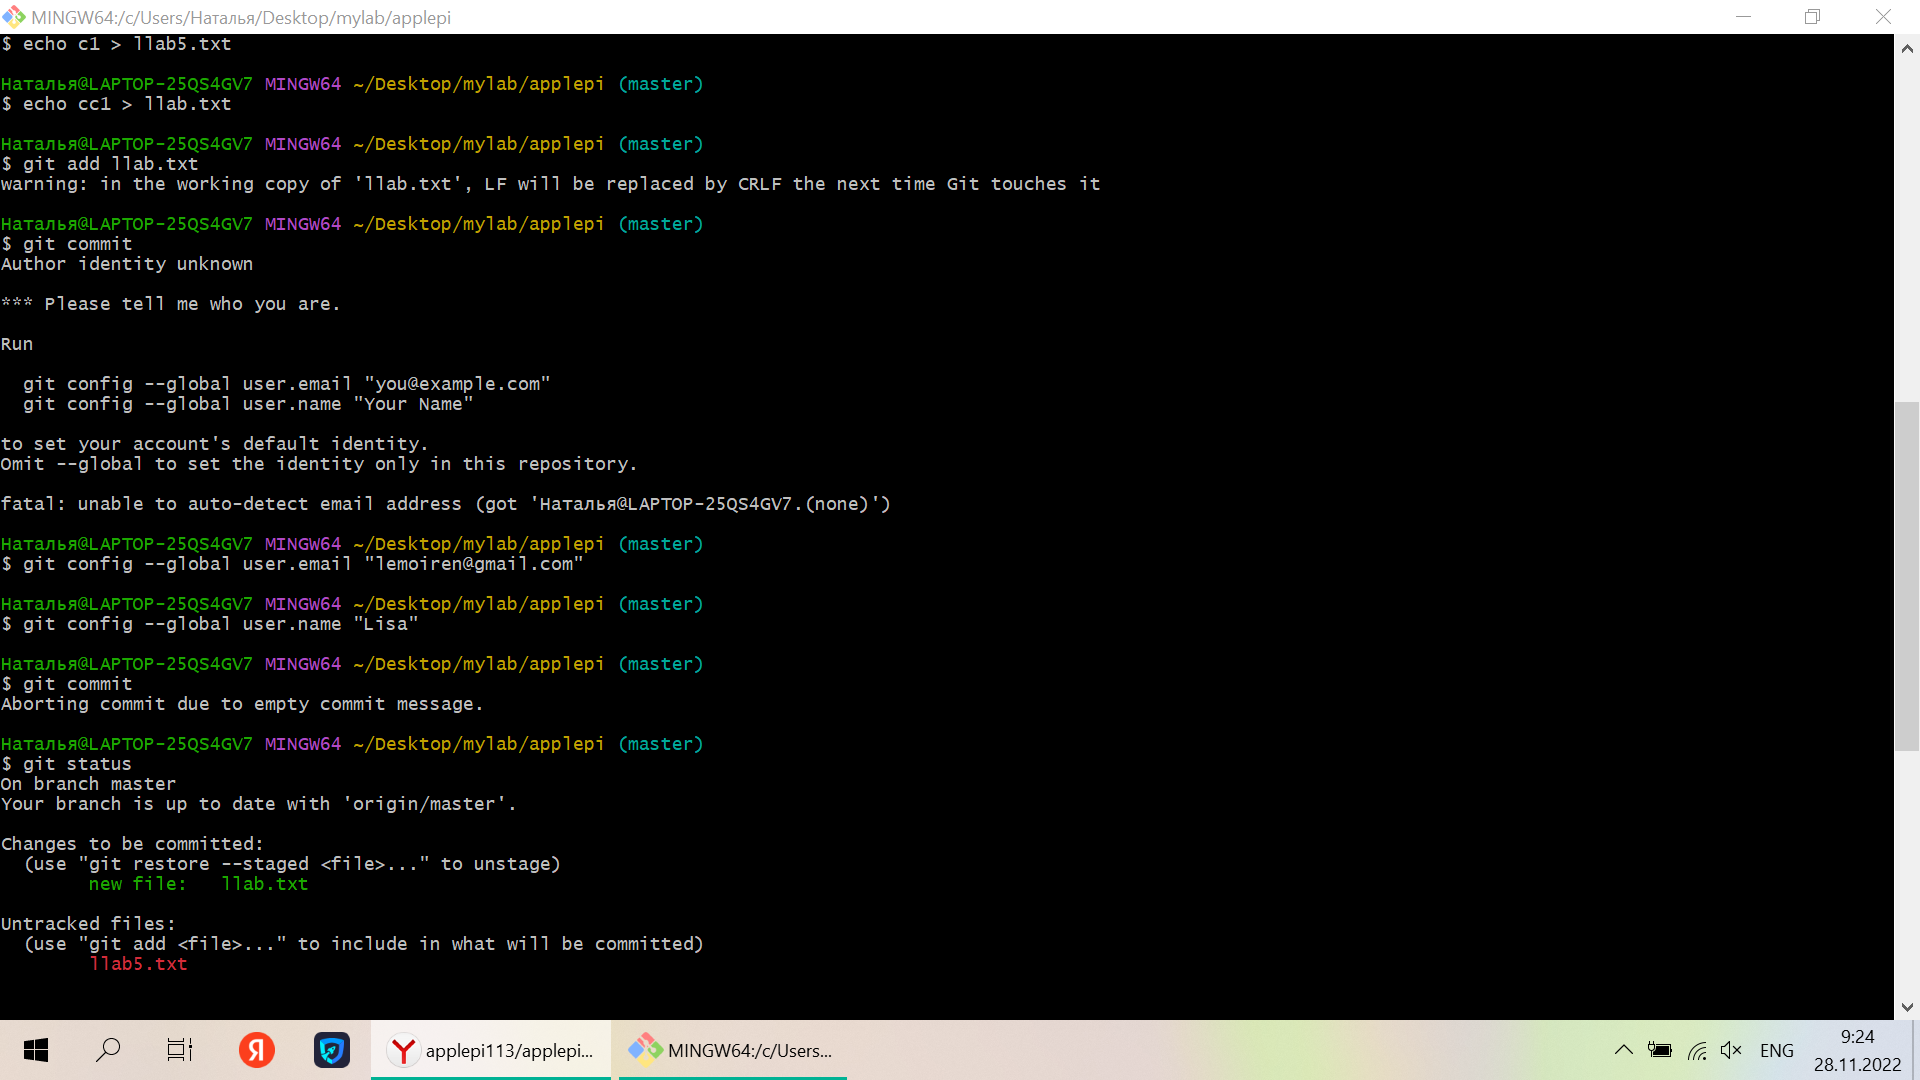 MINGW64:/c/Users/Наталья/Desktop/mylab/applepi
$ echo c1 > llab5.txt
Наталья@LAPTOP-25QS4GV7 MINGW64 ~/Desktop/mylab/applepi (master)
$ echo cc1 > llab.txt
Наталья@LAPTOP-25QS4GV7 MINGW64 ~/Desktop/mylab/applepi (master)
$ git add llab.txt
warning: in the working copy of 'llab.txt', LF will be replaced by CRLF the next time Git touches it
Наталья@LAPTOP-25QS4GV7 MINGW64 ~/Desktop/mylab/applepi (master)
$ git commit
Author identity unknown
*** Please tell me who you are.
Run
git config --global user.email "you@example.com"
git config --global user.name "Your Name"
to set your account's default identity.
Omit --global to set the identity only in this repository.
fatal: unable to auto-detect email address (got 'Наталья@LAPTOP-25QS4GV7.(none)')
Наталья@LAPTOP-25QS4GV7 MINGW64 ~/Desktop/mylab/applepi (master)
$ git config --global user.email "lemoiren@gmail.com"
Наталья@LAPTOP-25QS4GV7 MINGW64 ~/Desktop/mylab/applepi (master)
$ git config --global user.name "Lisa"
Наталья@LAPTOP-25QS4GV7 MINGW64 ~/Desktop/mylab/applepi (master)
$ git commit
Aborting commit due to empty commit message.
Наталья@LAPTOP-25QS4GV7 MINGW64 ~/Desktop/mylab/applepi (master)
$ git status
On branch master
Your branch is up to date with 'origin/master'.
Changes to be committed:
(use "git restore --staged <file>..." to unstage)
new file:   llab.txt
Untracked files:
(use "git add <file>..." to include in what will be committed)
llab5.txt
Я
applepi113/applepi...
MINGW64:/c/Users...
ENG
9:24
28.11.2022